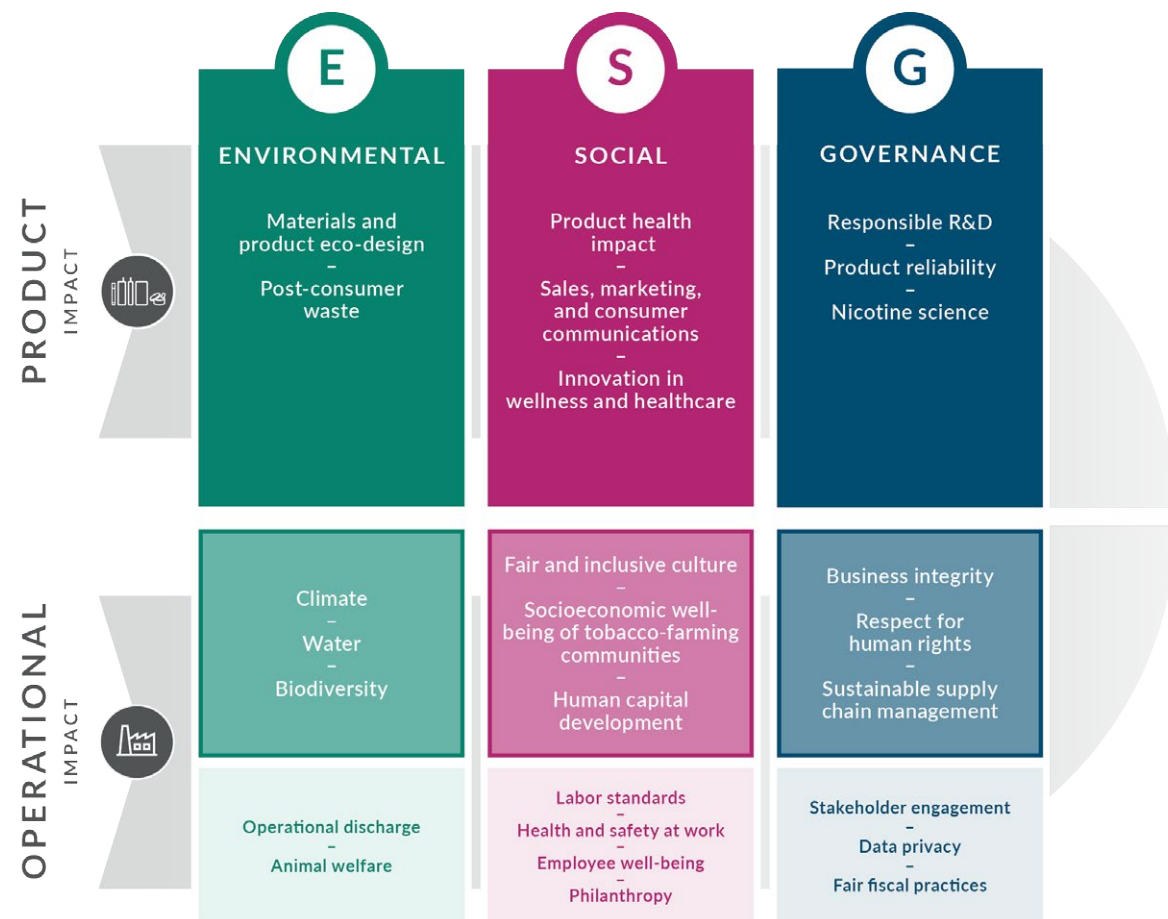 E
S
G
ENVIRONMENTAL
SOCIAL
GOVERNANCE
PRODUCT
IMPACT
Materials and
product eco-design
–
Post-consumer
waste
Product health
impact
–
Sales, marketing,
and consumer
communications
–
Innovation in
wellness and healthcare
Responsible R&D
–
Product reliability
–
Nicotine science
OPERATIONAL
IMPACT
Climate
–
Water
–
Biodiversity
Fair and inclusive culture
–
Socioeconomic well-
being of tobacco-farming
communities
–
Human capital
development
Business integrity
–
Respect for
human rights
–
Sustainable supply
chain management
Operational discharge
–
Animal welfare
Labor standards
–
Health and safety at work
–
Employee well-being
–
Philanthropy
Stakeholder engagement
–
Data privacy
–
Fair fiscal practices